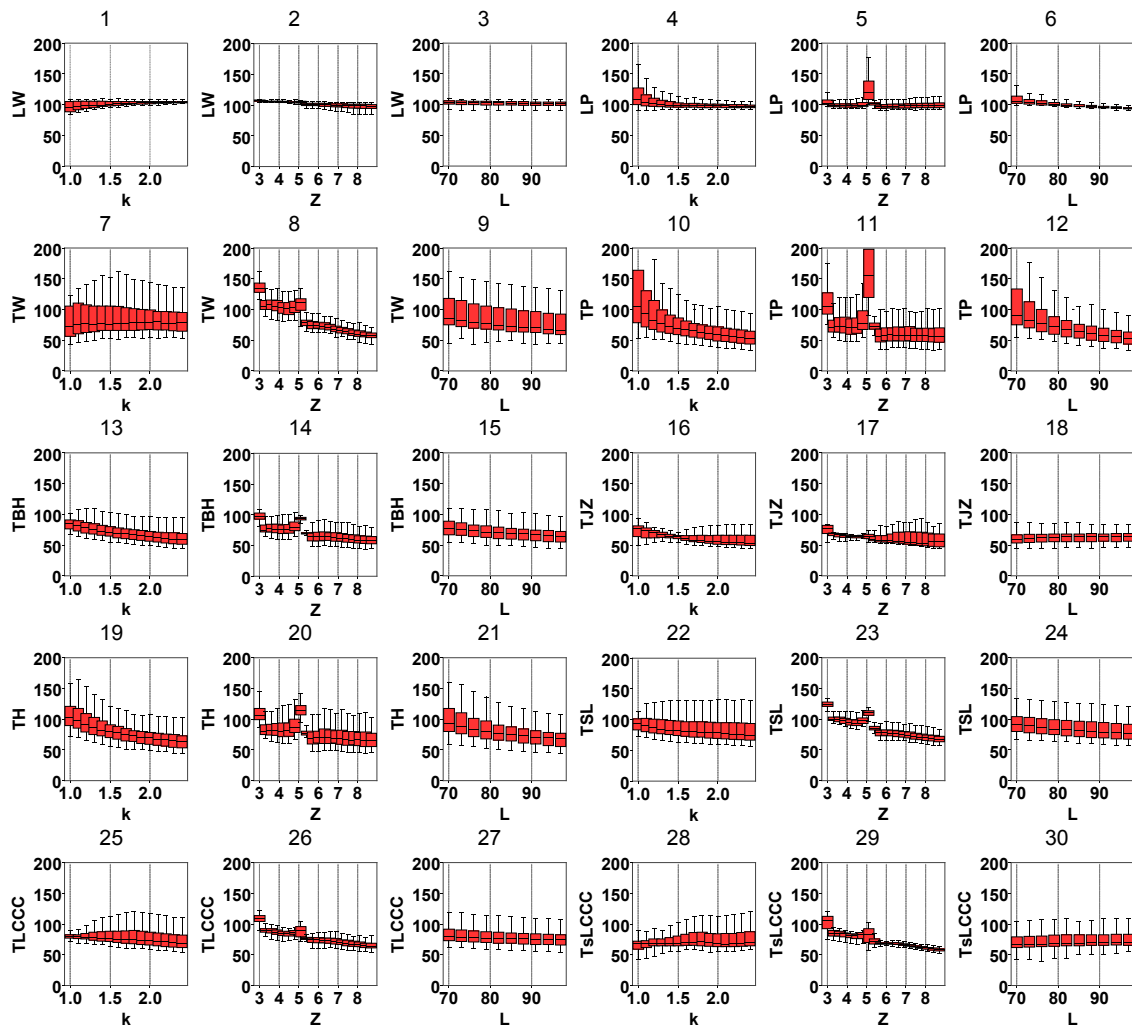 1 2 3 4 5 6
200 200 200 200 200 200
150 150 150 150 150 150
LW 100 LW 100 LW 100 LP 100 LP 100 LP 100
50 50 50 50 50 50
0 0 0 0 0 0
1.0 1.5 2.0 3 4 5 6 7 8 70 80 90 1.0 1.5 2.0 3 4 5 6 7 8 70 80 90
k Z L k Z L
7 8 9 10 11 12
200 200 200 200 200 200
150 150 150 150 150 150
TW 100 TW 100 TW 100 TP 100 TP 100 TP 100
50 50 50 50 50 50
0 0 0 0 0 0
1.0 1.5 2.0 3 4 5 6 7 8 70 80 90 1.0 1.5 2.0 3 4 5 6 7 8 70 80 90
k Z L k Z L
13 14 15 16 17 18
200 200 200 200 200 200
150 150 150 150 150 150
TBH 100 TBH 100 TBH 100 TJZ 100 TJZ 100 TJZ 100
50 50 50 50 50 50
0 0 0 0 0 0
1.0 1.5 2.0 3 4 5 6 7 8 70 80 90 1.0 1.5 2.0 3 4 5 6 7 8 70 80 90
k Z L k Z L
19 20 21 22 23 24
200 200 200 200 200 200
150 150 150 150 150 150
TH 100 TH 100 TH 100 TSL 100 TSL 100 TSL 100
50 50 50 50 50 50
0 0 0 0 0 0
1.0 1.5 2.0 3 4 5 6 7 8 70 80 90 1.0 1.5 2.0 3 4 5 6 7 8 70 80 90
k Z L k Z L
25 26 27 28 29 30
200 200 200 200 200 200
150 150 150 150 150 150
TLCCC 100 TLCCC 100 TLCCC 100 TsLCCC 100 TsLCCC 100 TsLCCC 100
50 50 50 50 50 50
0 0 0 0 0 0
1.0 1.5 2.0 3 4 5 6 7 8 70 80 90 1.0 1.5 2.0 3 4 5 6 7 8 70 80 90
k Z L k Z L